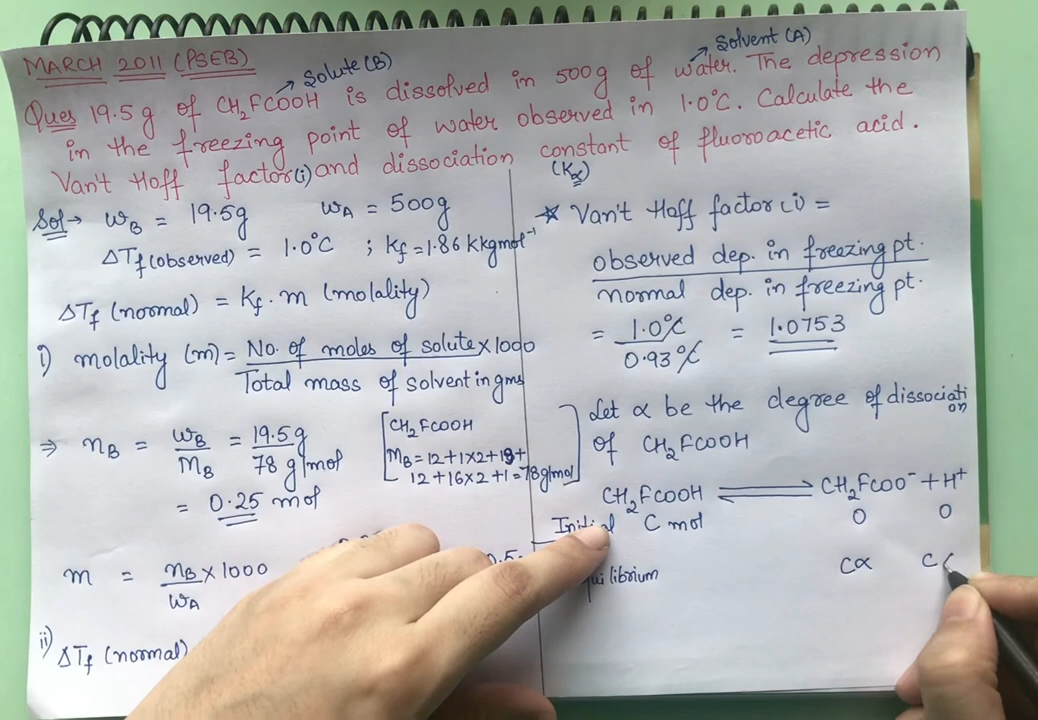 MARCH 2011 (PSEB)
→ Solute (B)
→ Solvent (A)
Ques 19.5g of CH₂FCOOH is dissolved in 500g of water. The depression
in the freezing point of water observed in 1.0°C. Calculate the
Van't Hoff factor(i) and dissociation constant of fluoroacetic acid.
(Kα)
Sol→ WB = 19.5g WA = 500g
ΔTf (observed) = 1.0°C ; Kf = 1.86 K kg mol⁻¹
ΔTf (normal) = Kf . m (molality)
i) molality (m) = No. of moles of solute × 1000
Total mass of solvent in gms
⇒ nB = WB/MB = 19.5g/78 g/mol
= 0.25 mol
[CH₂FCOOH
MB = 12+1×2+19+
12+16×2+1 = 78g/mol]
m = nB × 1000
WA
ii) ΔTf (normal)
* Van't Hoff factor (i) =
observed dep. in freezing pt.
normal dep. in freezing pt.
= 1.0°C/0.93°C = 1.0753
Let α be the degree of dissociation
of CH₂FCOOH
CH₂FCOOH ⇌ CH₂FCOO⁻ + H⁺
Initial C mol 0 0
quilibrium Cα C